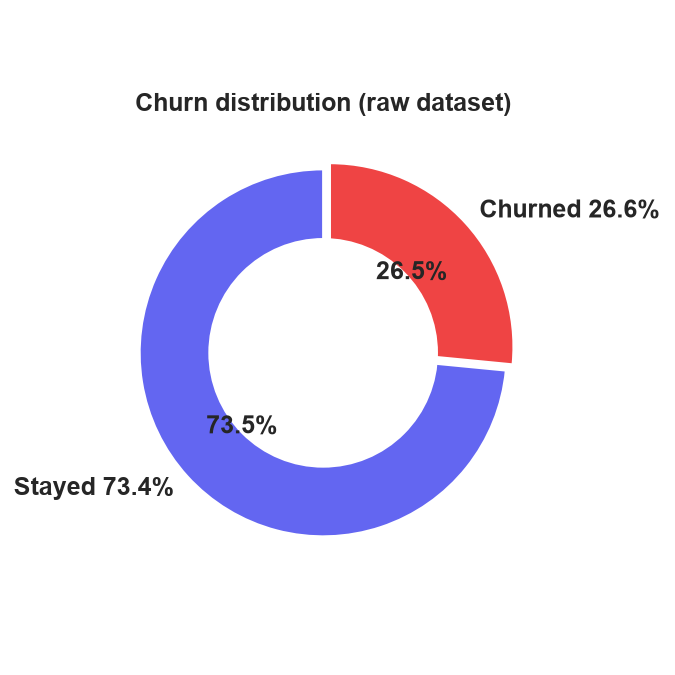 Churn distribution (raw dataset)
Churned 26.6%
26.5%
73.5%
Stayed 73.4%